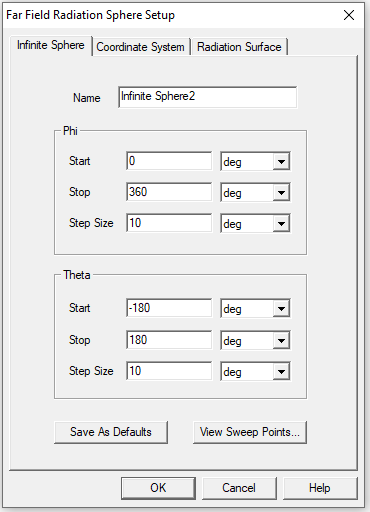 Far Field Radiation Sphere Setup
Infinite Sphere Coordinate System Radiation Surface
Name Infinite Sphere2
Phi
Start 0 deg
Stop 360 deg
Step Size 10 deg
Theta
Start -180 deg
Stop 180 deg
Step Size 10 deg
Save As Defaults View Sweep Points...
OK Cancel Help